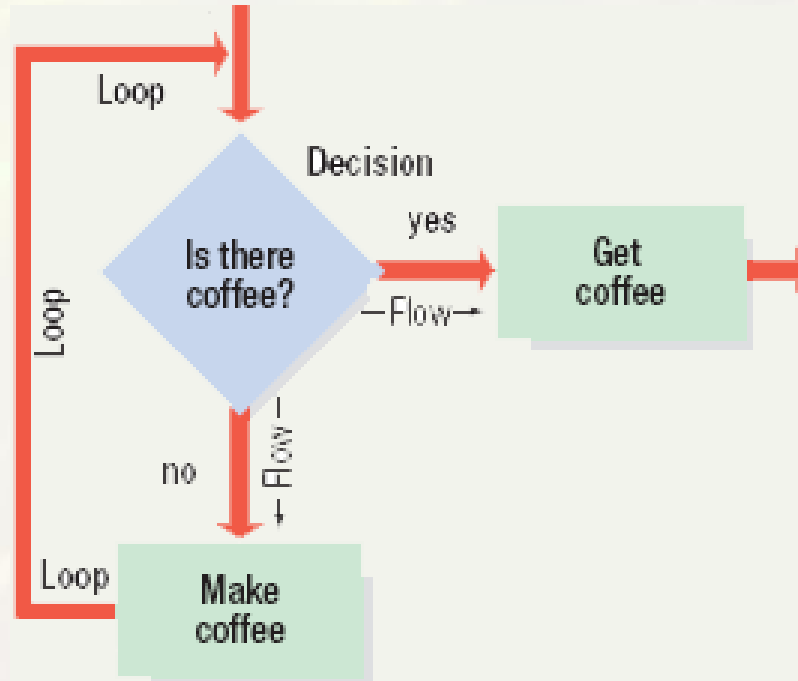 Loop
Decision
Is there
coffee?
yes
Flow
Get
coffee
Loop
no
Flow
Loop
Make
coffee